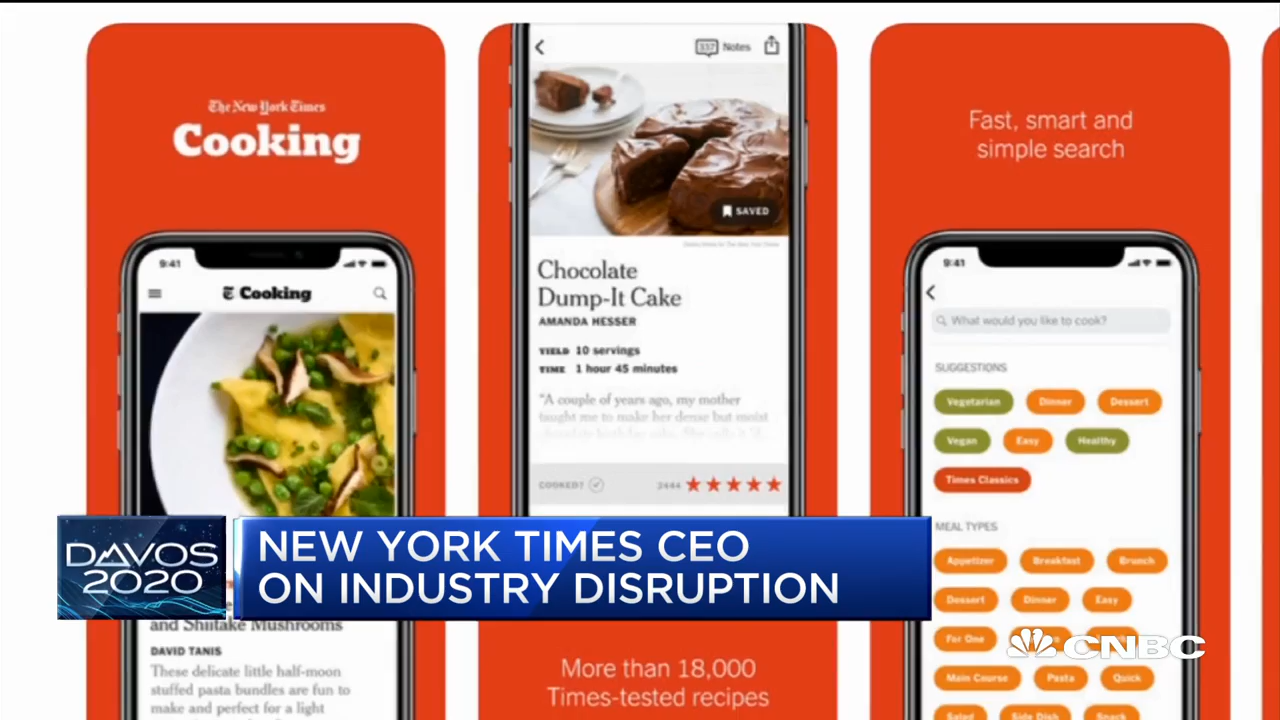 The New York Times
Cooking
9:41
Cooking
and Shiitake Mushrooms
DAVID TANIS
These delicate little half-moon
stuffed pasta bundles are fun to
make and perfect for a light
337 Notes
SAVED
Chocolate
Dump-It Cake
AMANDA HESSER
YIELD 10 servings
TIME 1 hour 45 minutes
"A couple of years ago, my mother
taught me to make her dense but moist
COOKED?
2444
More than 18,000
Times-tested recipes
Fast, smart and
simple search
9:41
What would you like to cook?
SUGGESTIONS
Vegetarian Dinner Dessert
Vegan Easy Healthy
Times Classics
MEAL TYPES
Appetizer Breakfast Brunch
Dessert Dinner Easy
For One
Main Course Pasta Quick
Salad Side Dish Snack
DAVOS
2020
NEW YORK TIMES CEO
ON INDUSTRY DISRUPTION
CNBC